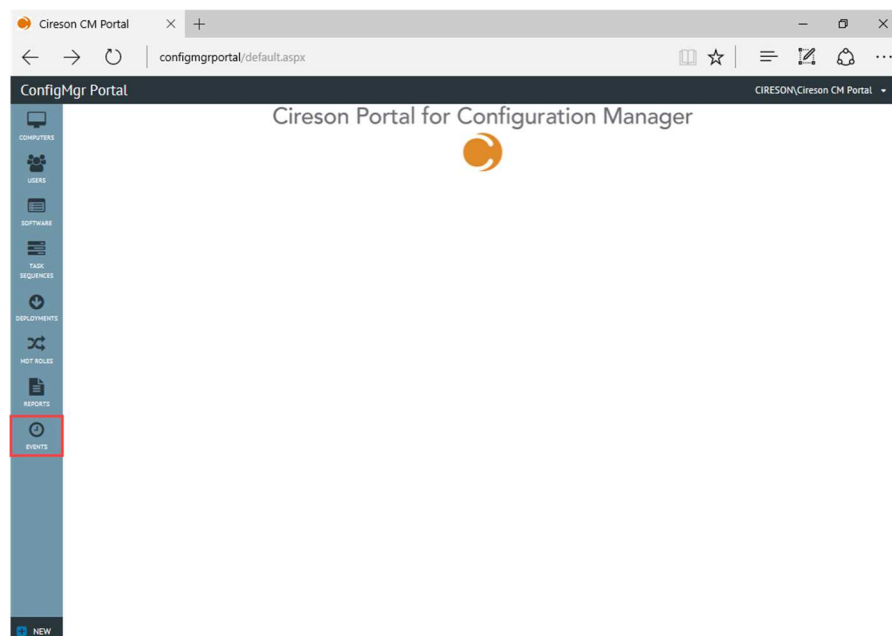 Cireson CM Portal
configmgrportal/default.aspx
ConfigMgr Portal
CIRESON\Cireson CM Portal
Cireson Portal for Configuration Manager
COMPUTERS
USERS
SOFTWARE
TASK
SEQUENCES
DEPLOYMENTS
MDT ROLES
REPORTS
EVENTS
NEW